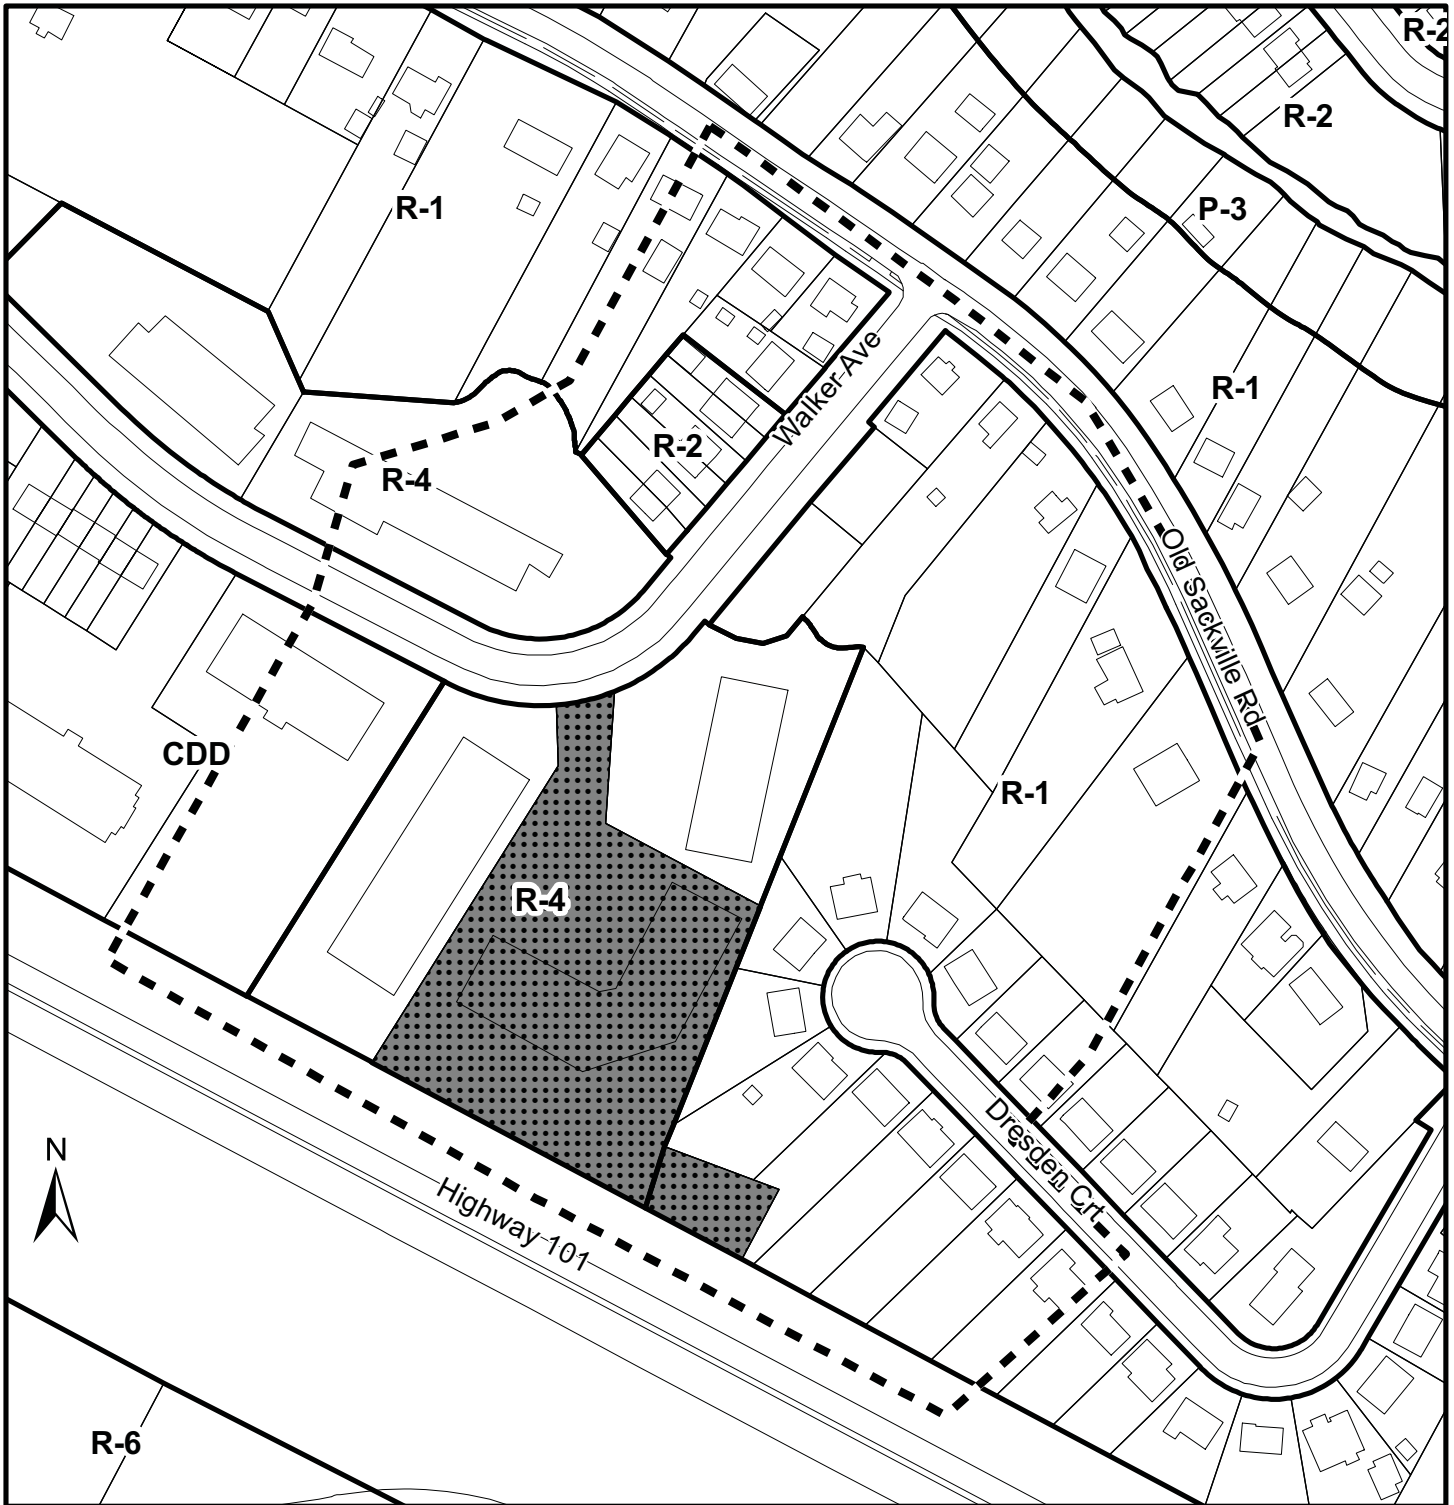 R-2
R-2
R-1
P-3
Walker Ave
R-1
R-2
R-4
Old Sackville Rd
CDD
R-1
R-4
Dresden Crt
N
Highway 101
R-6